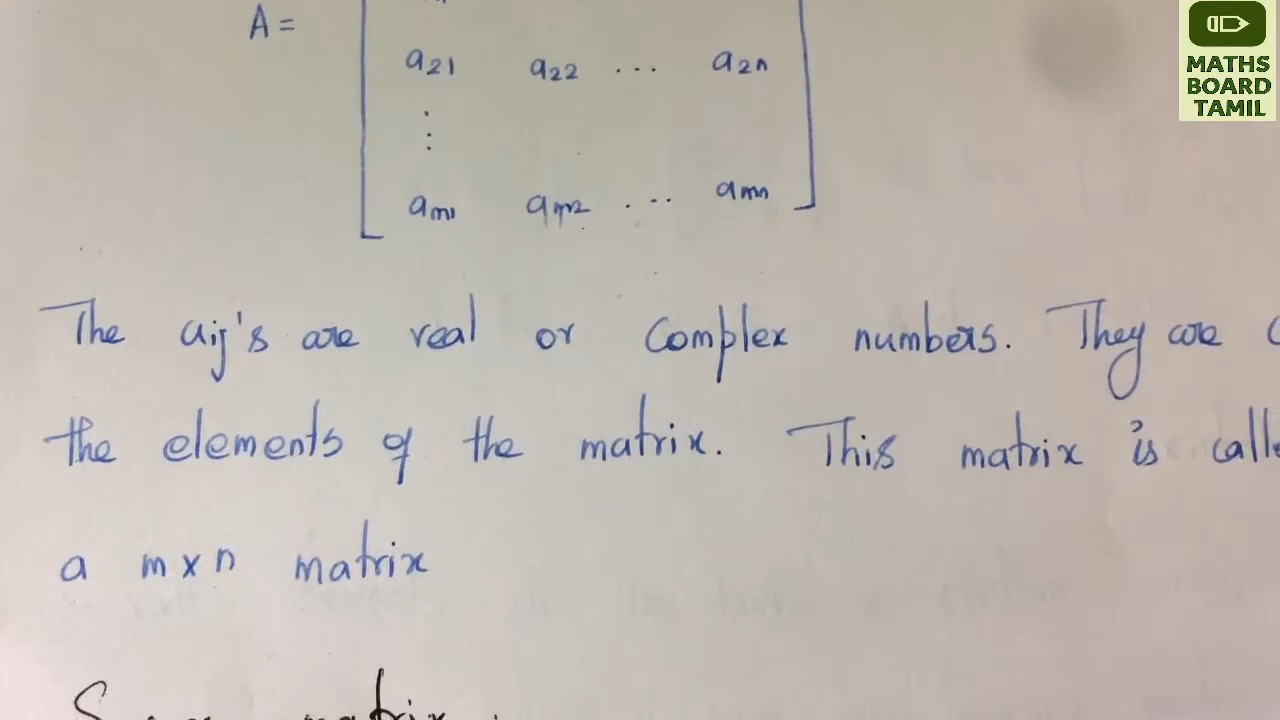 A =
a21 a22 ... a2n
⋮
am1 am2 ... amn
The aij's are real or complex numbers. They are
the elements of the matrix. This matrix is
a m×n matrix
matrix :
MATHS
BOARD
TAMIL